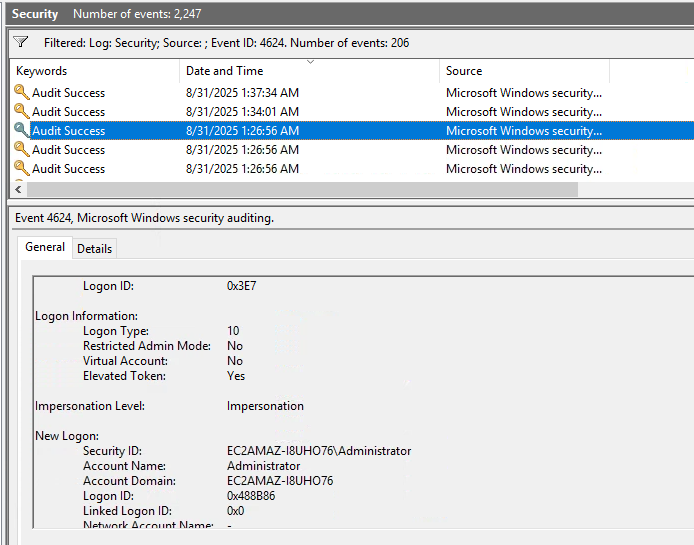 Security Number of events: 2,247
Filtered: Log: Security; Source: ; Event ID: 4624. Number of events: 206
Keywords Date and Time Source
Audit Success 8/31/2025 1:37:34 AM Microsoft Windows security...
Audit Success 8/31/2025 1:34:01 AM Microsoft Windows security...
Audit Success 8/31/2025 1:26:56 AM Microsoft Windows security...
Audit Success 8/31/2025 1:26:56 AM Microsoft Windows security...
Audit Success 8/31/2025 1:26:56 AM Microsoft Windows security...
Event 4624, Microsoft Windows security auditing.
General Details
Logon ID: 0x3E7
Logon Information:
Logon Type: 10
Restricted Admin Mode: No
Virtual Account: No
Elevated Token: Yes
Impersonation Level: Impersonation
New Logon:
Security ID: EC2AMAZ-I8UHO76\Administrator
Account Name: Administrator
Account Domain: EC2AMAZ-I8UHO76
Logon ID: 0x488B86
Linked Logon ID: 0x0
Network Account Name: -